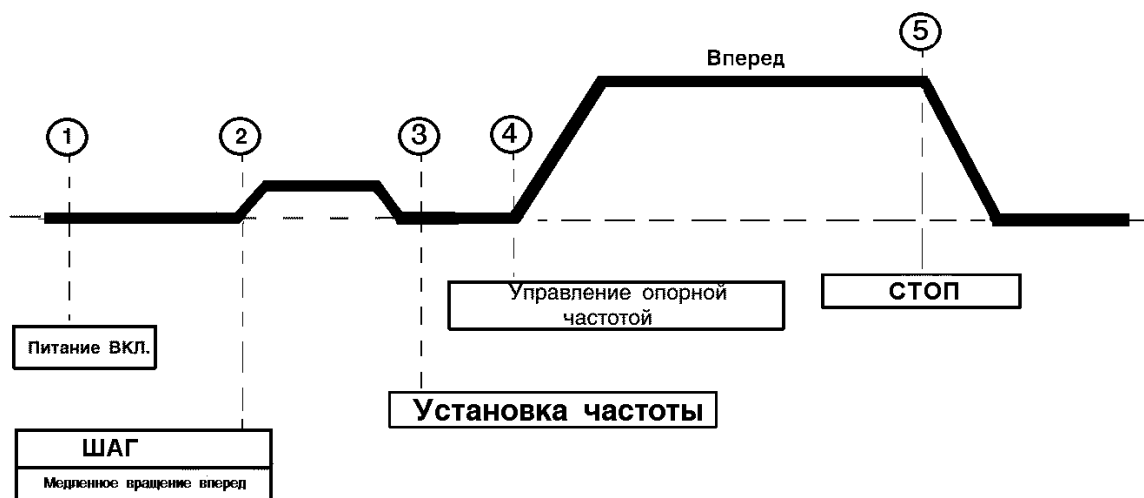 5
Вперед
1
2
3
4
Управление опорной
частотой
СТОП
Питание ВКЛ.
Установка частоты
ШАГ
Медленное вращение вперед